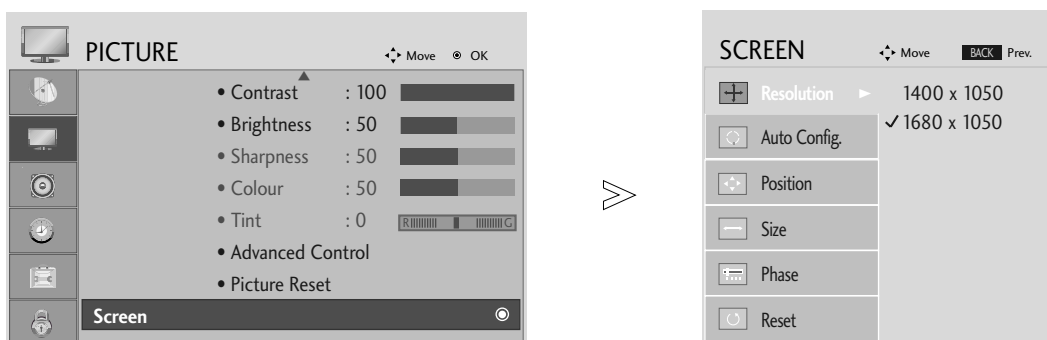 PICTURE
Move OK
• Contrast : 100
• Brightness : 50
• Sharpness : 50
• Colour : 50
• Tint : 0 R G
• Advanced Control
• Picture Reset
Screen
SCREEN
Move BACK Prev.
Resolution 1400 x 1050
✓ 1680 x 1050
Auto Config.
Position
Size
Phase
Reset